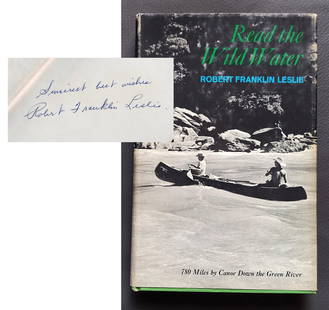 Sincerest best wishes
Robert Franklin Leslie.
Read the
Wild Water
ROBERT FRANKLIN LESLIE
780 Miles by Canoe Down the Green River